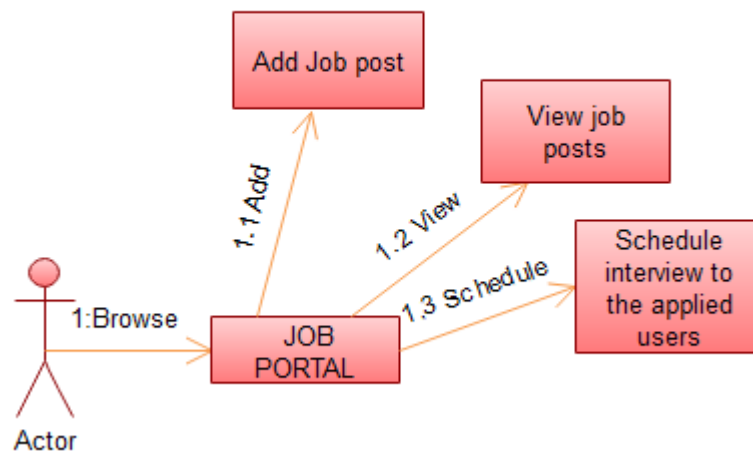 Add Job post
View job
posts
1.1 Add
1.2 View
Schedule
interview to
the applied
users
1.3 Schedule
1:Browse
JOB
PORTAL
Actor